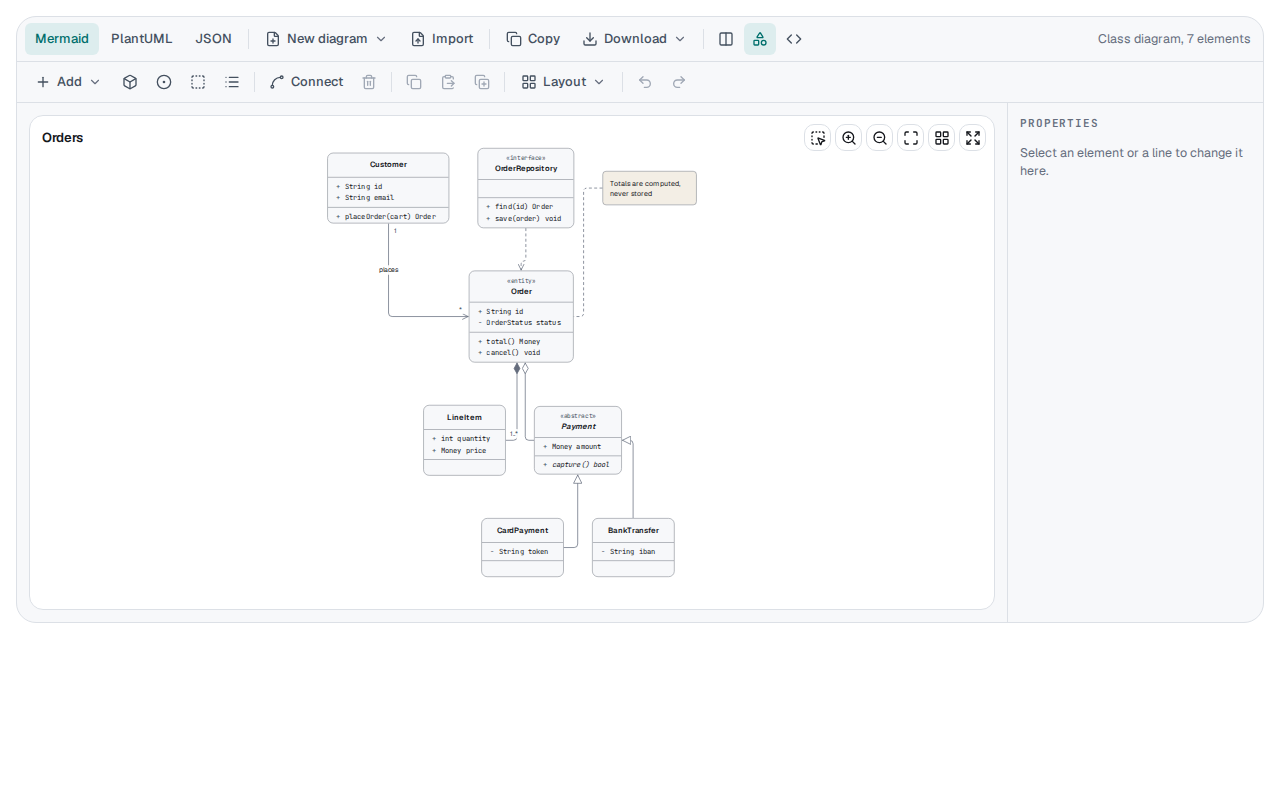 Mermaid PlantUML JSON New diagram Import Copy Download Class diagram, 7 elements
Add Connect Layout
Orders
PROPERTIES
Select an element or a line to change it
here.
Customer
+ String id
+ String email
+ placeOrder(cart) Order
«interface»
OrderRepository
+ find(id) Order
+ save(order) void
Totals are computed,
never stored
1
places
*
«entity»
Order
+ String id
- OrderStatus status
+ total() Money
+ cancel() void
LineItem
+ int quantity
+ Money price
1..*
«abstract»
Payment
+ Money amount
+ capture() bool
CardPayment
- String token
BankTransfer
- String iban